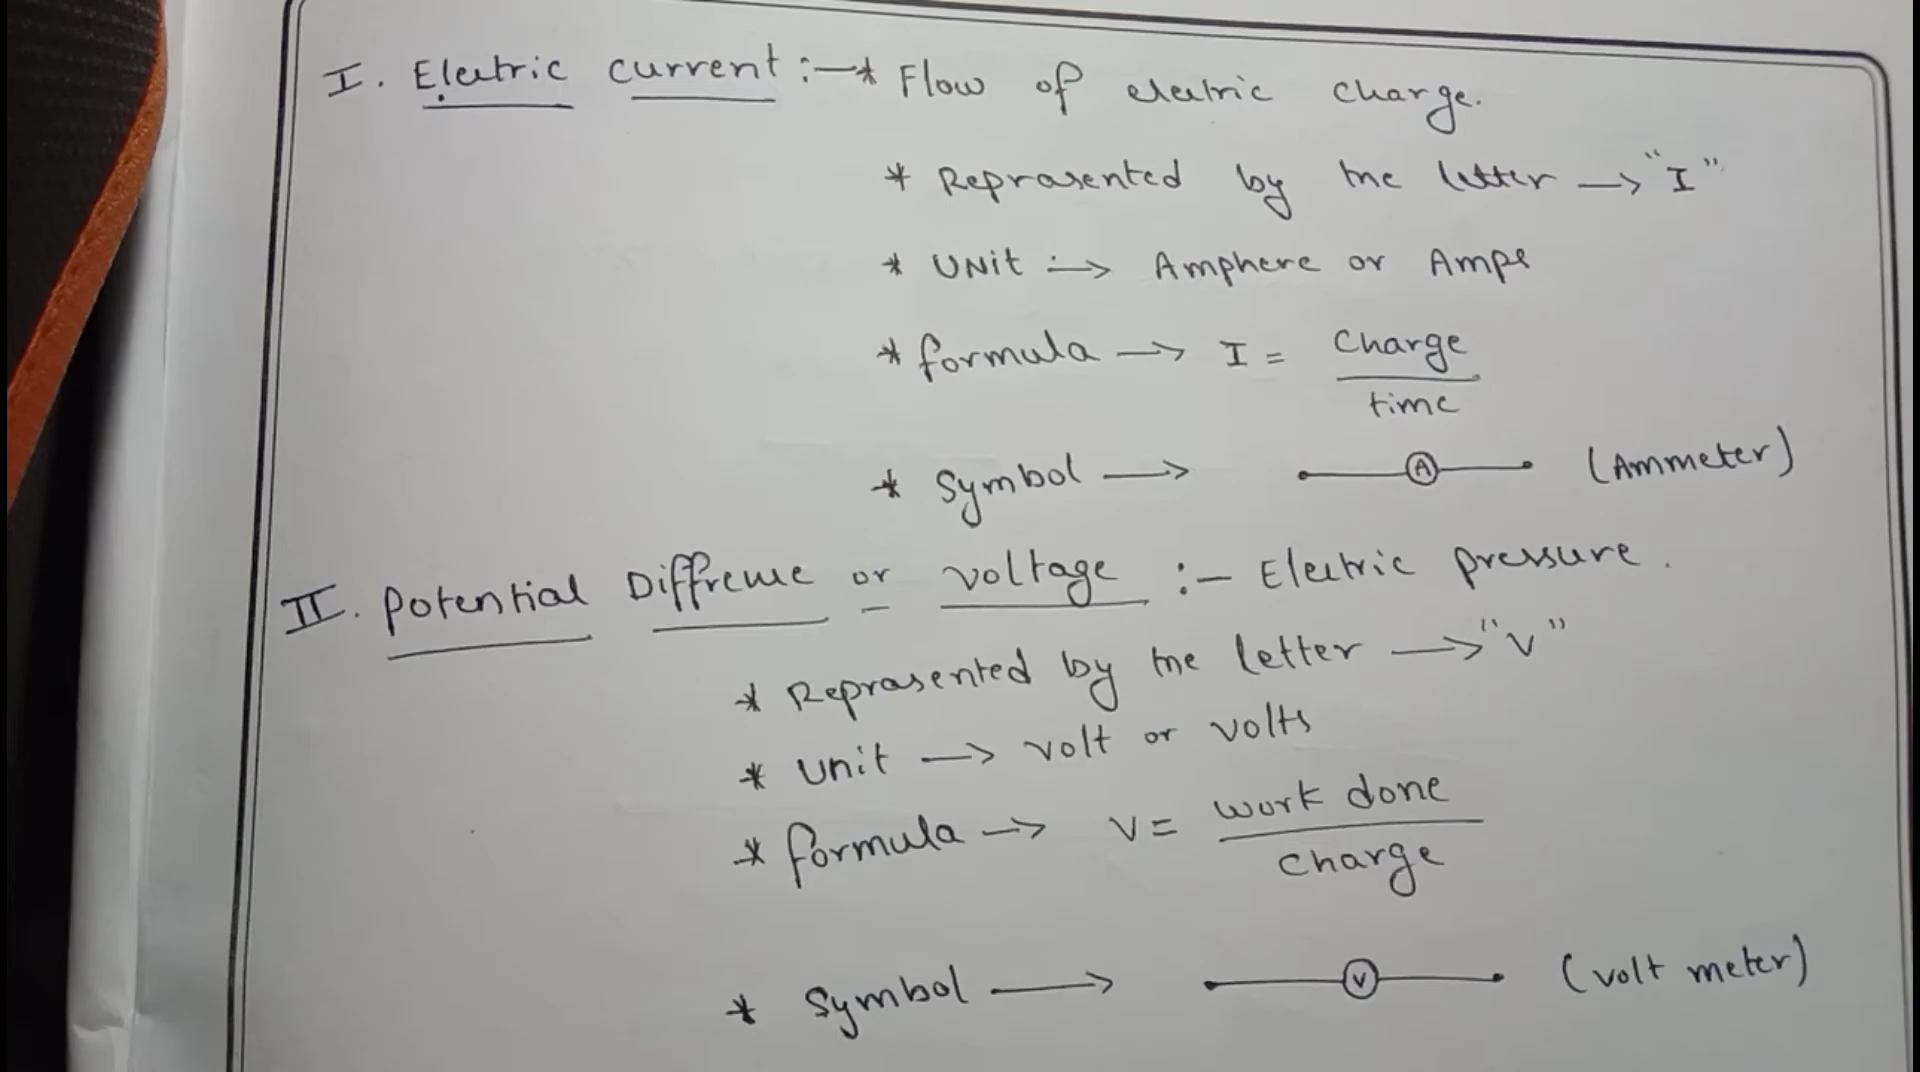 I. Electric current :-* Flow of electric charge.
* Reprasented by the letter → "I"
* UNit :→ Amphere or Amps
* formula → I = Charge / time
* Symbol → A (Ammeter)
II. Potential Diffrence or voltage :- Electric pressure.
* Reprasented by the letter → "V"
* Unit → volt or volts
* formula → V = work done / charge
* Symbol → V (volt meter)